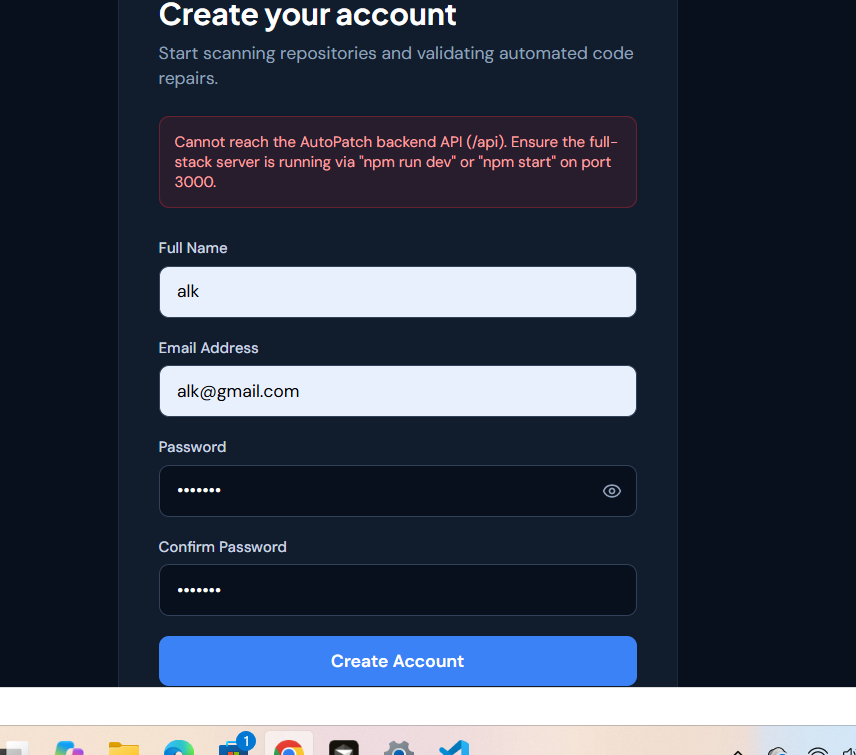 Create your account
Start scanning repositories and validating automated code
repairs.
Cannot reach the AutoPatch backend API (/api). Ensure the full-
stack server is running via "npm run dev" or "npm start" on port
3000.
Full Name
alk
Email Address
alk@gmail.com
Password
•••••••
Confirm Password
•••••••
Create Account
1